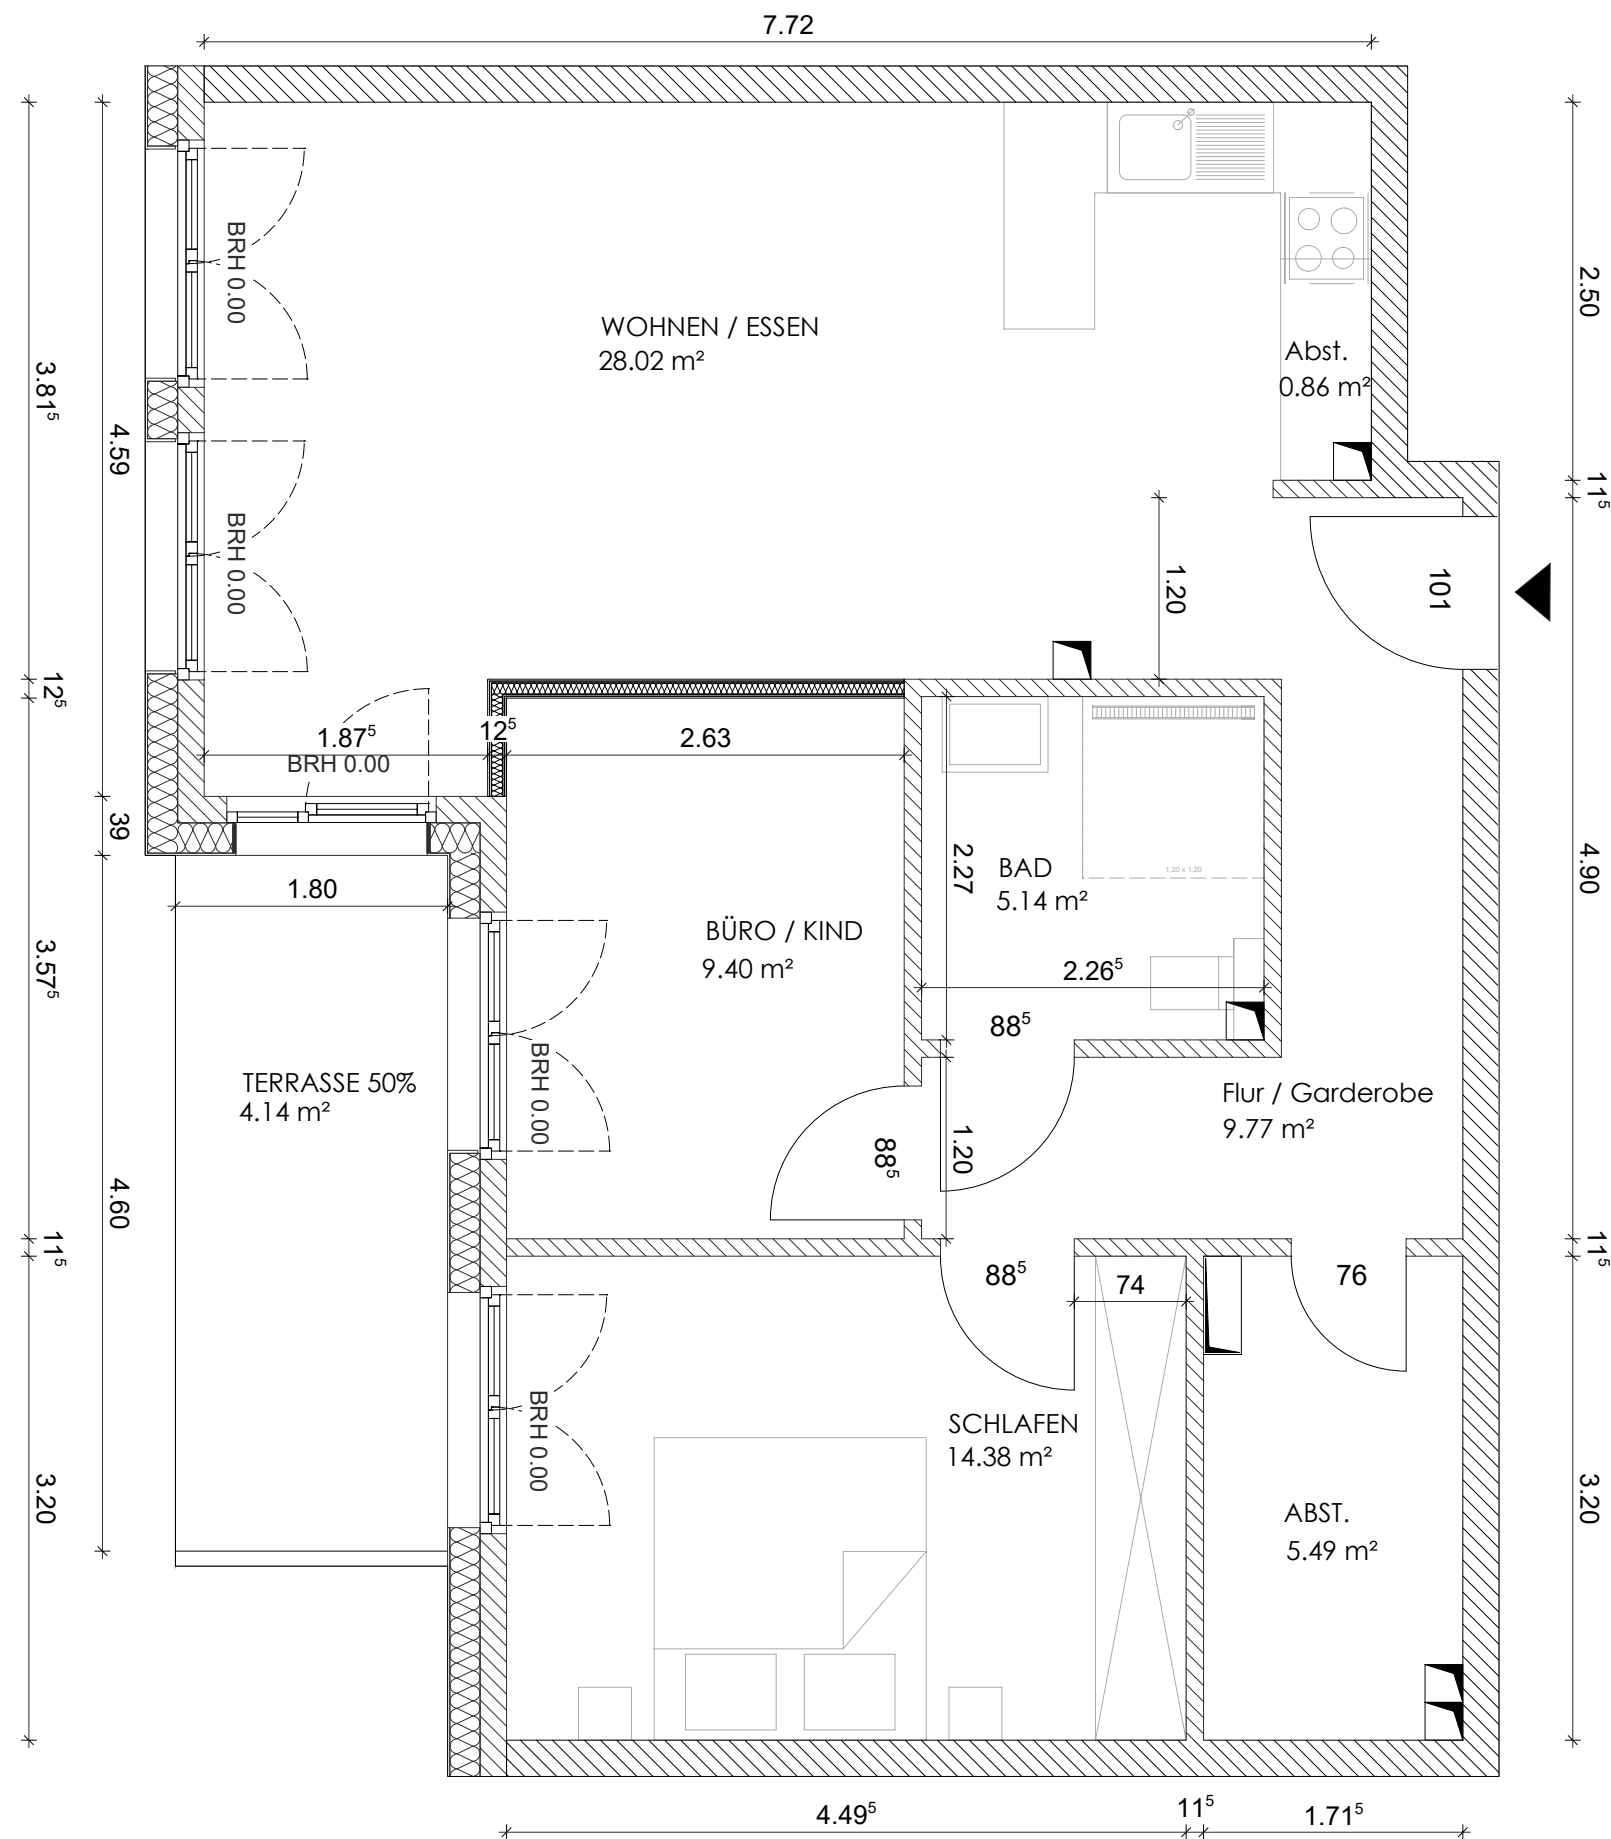 7.72
BRH 0.00
WOHNEN / ESSEN
28.02 m²
Abst.
0.86 m²
2.50
3.81⁵
4.59
BRH 0.00
11⁵
1.20
101
12⁵
1.87⁵
12⁵
2.63
BRH 0.00
39
1.80
2.27
BAD
5.14 m²
1,20 x 1,20
4.90
3.57⁵
BÜRO / KIND
9.40 m²
2.26⁵
88⁵
TERRASSE 50%
4.14 m²
BRH 0.00
88⁵
1.20
Flur / Garderobe
9.77 m²
4.60
11⁵
88⁵
74
76
11⁵
BRH 0.00
SCHLAFEN
14.38 m²
3.20
ABST.
5.49 m²
3.20
4.49⁵
11⁵
1.71⁵